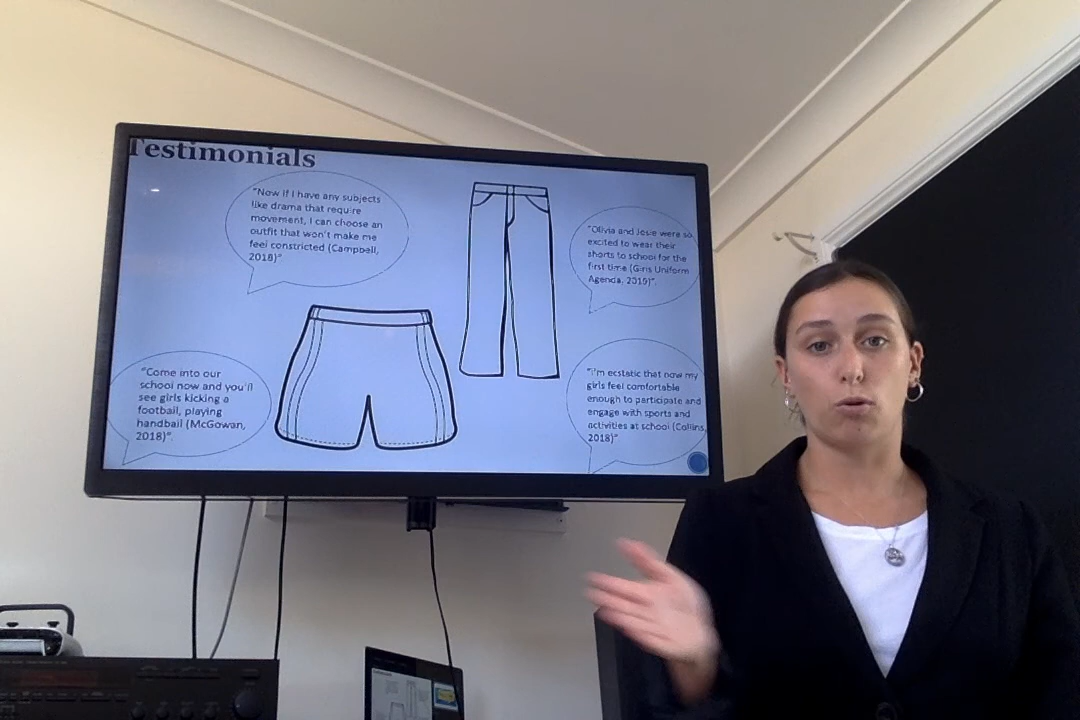 Testimonials
"Now if I have any subjects
like drama that require
movement, I can choose an
outfit that won't make me
feel constricted (Campbell,
2018)"
"Olivia and Josie were so
excited to wear their
shorts to school for the
first time (Girls Uniform
Agenda, 2019)".
"Come into our
school now and you'll
see girls kicking a
football, playing
handball (McGowan,
2018)".
"I'm ecstatic that now my
girls feel comfortable
enough to participate and
engage with sports and
activities at school (Collins,
2018)"